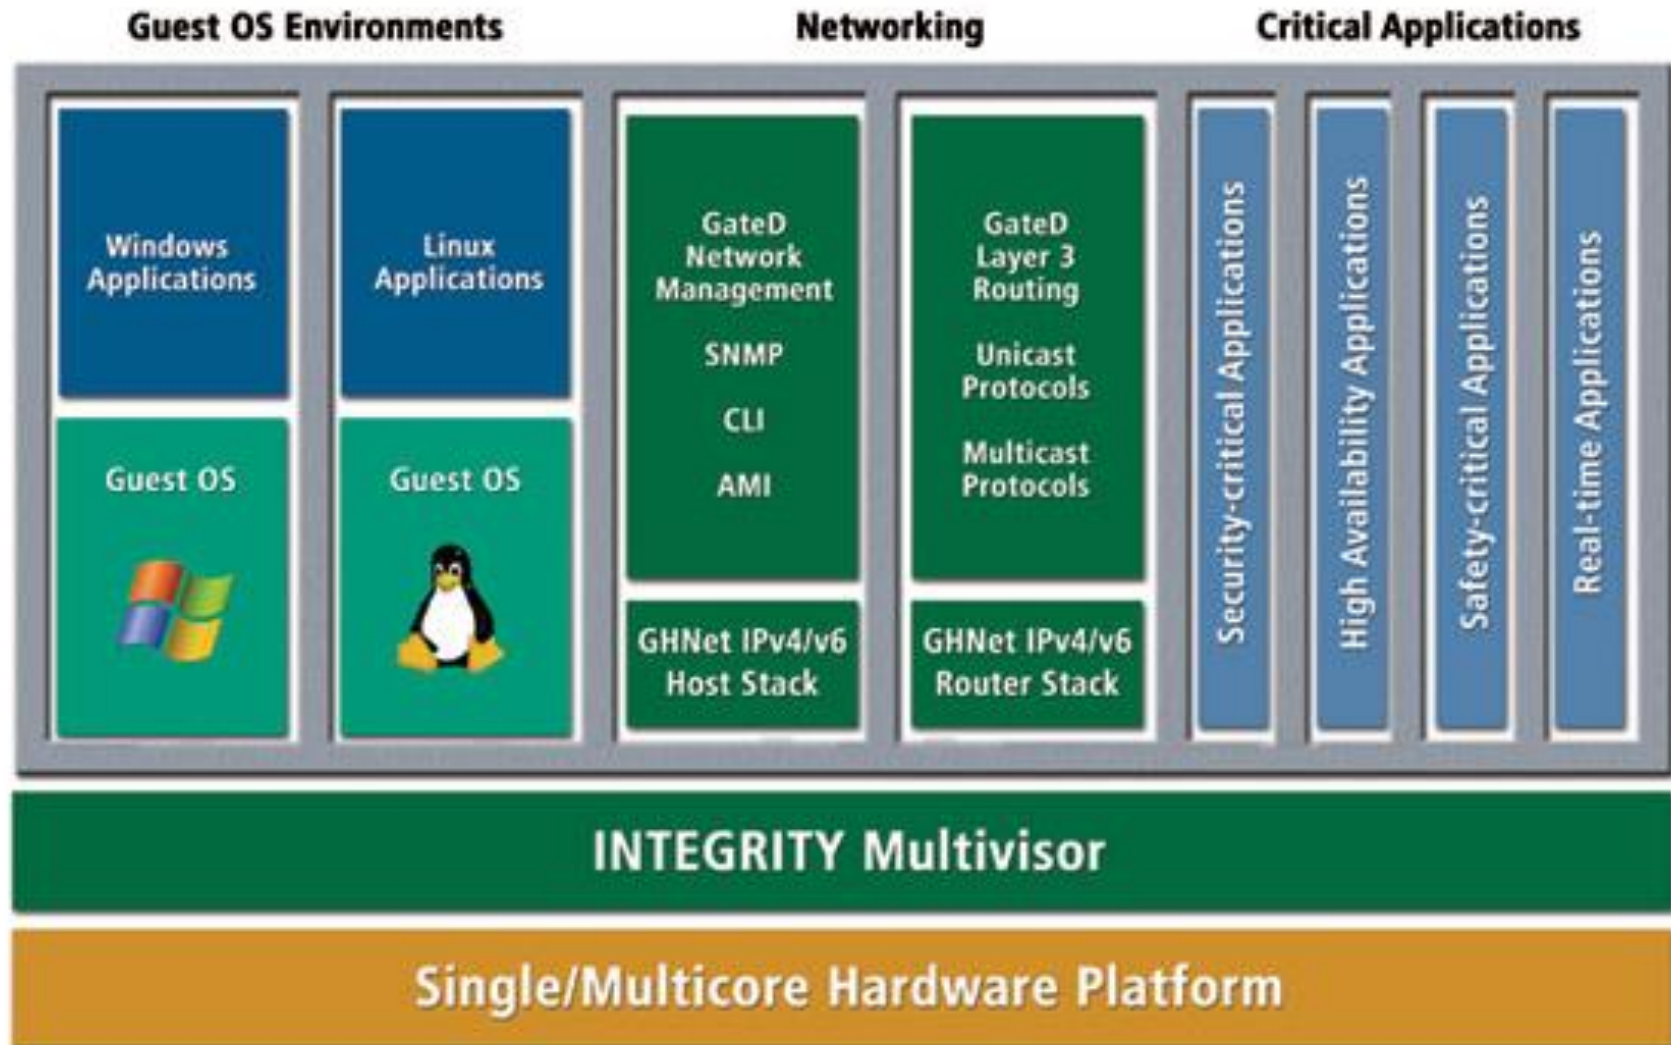 Guest OS Environments
Networking
Critical Applications
Windows
Applications
Guest OS
Linux
Applications
Guest OS
GateD
Network
Management
SNMP
CLI
AMI
GHNet IPv4/v6
Host Stack
GateD
Layer 3
Routing
Unicast
Protocols
Multicast
Protocols
GHNet IPv4/v6
Router Stack
Security-critical Applications
High Availability Applications
Safety-critical Applications
Real-time Applications
INTEGRITY Multivisor
Single/Multicore Hardware Platform